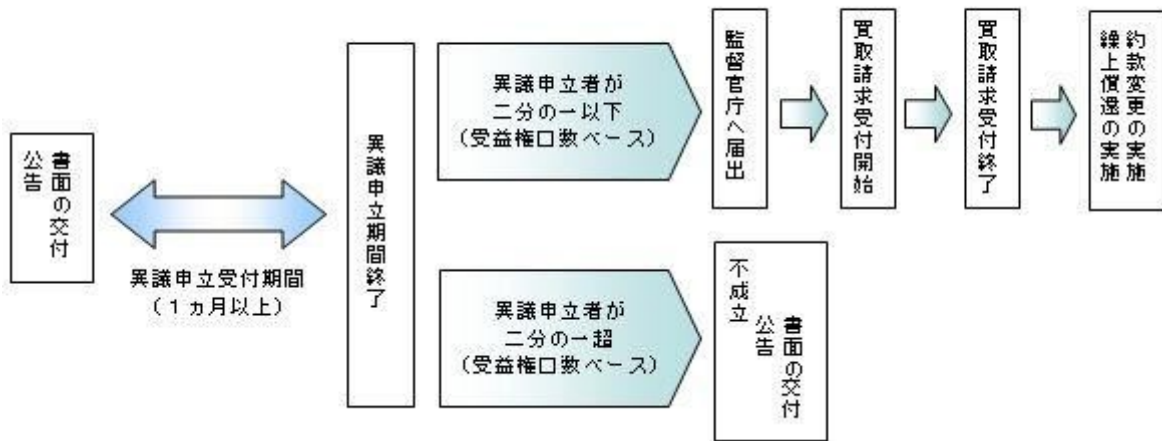 書面の交付
公告
異議申立受付期間
（１ヵ月以上）
異議申立期間終了
異議申立者が
二分の一以下
（受益権口数ベース）
監督官庁へ届出
買取請求受付開始
買取請求受付終了
約款変更の実施
繰上償還の実施
異議申立者が
二分の一超
（受益権口数ベース）
不成立
書面の交付
公告